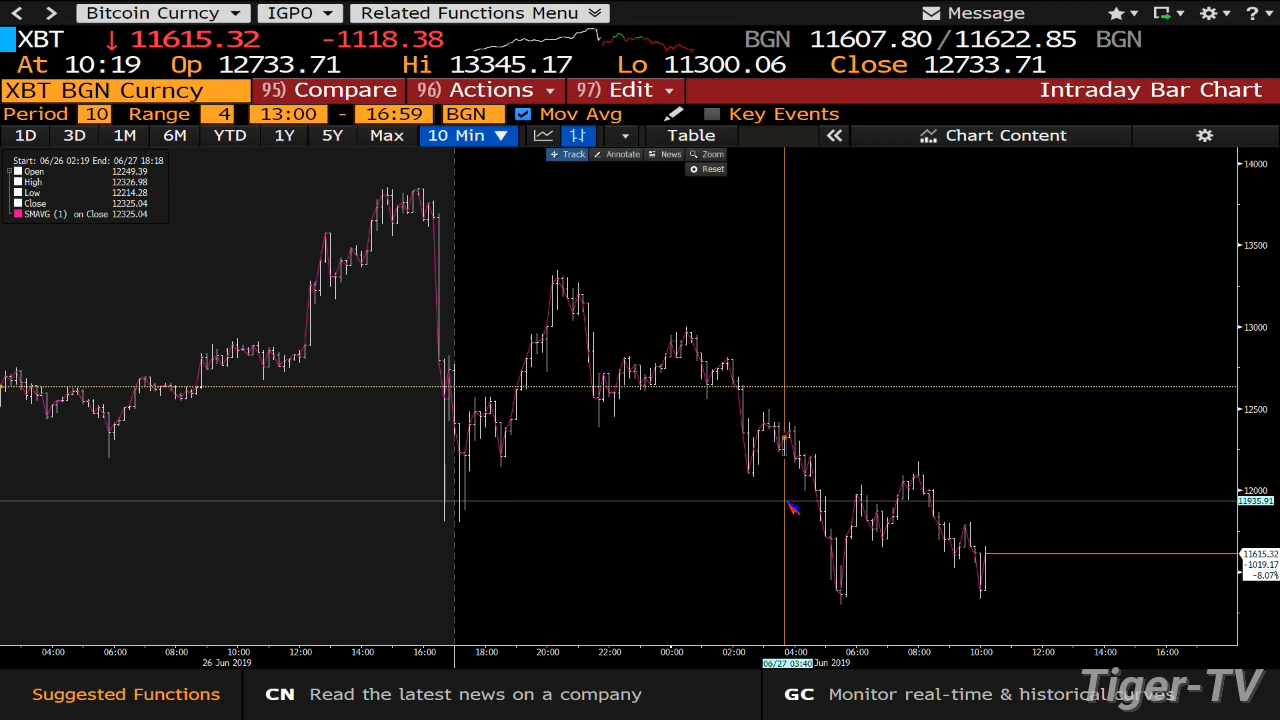 < > Bitcoin Curncy IGPO Related Functions Menu Message ?
XBT ↓ 11615.32 -1118.38 BGN 11607.80/11622.85 BGN
At 10:19 Op 12733.71 Hi 13345.17 Lo 11300.06 Close 12733.71
XBT BGN Curncy 95) Compare 96) Actions 97) Edit Intraday Bar Chart
Period 10 Range 4 13:00 - 16:59 BGN Mov Avg Key Events
1D 3D 1M 6M YTD 1Y 5Y Max 10 Min ▼ Table « Chart Content
Track Annotate News Zoom
Reset
Start: 06/26 02:19 End: 06/27 18:18
Open 12249.39
High 12326.98
Low 12214.28
Close 12325.04
SMAVG (1) on Close 12325.04
14000
13500
13000
12500
12000
11935.91
11615.32
-1019.17
-8.07%
04:00 06:00 08:00 10:00 12:00 14:00 16:00 18:00 20:00 22:00 00:00 02:00 04:00 06:00 08:00 10:00 12:00 14:00 16:00
26 Jun 2019 06/27 03:40 Jun 2019
Suggested Functions CN Read the latest news on a company GC Monitor real-time & historical curves
Tiger-TV